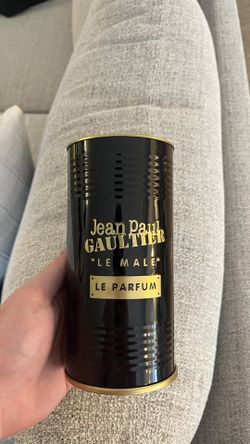 Jean Paul
GAULTIER
"LE MALE"
LE PARFUM